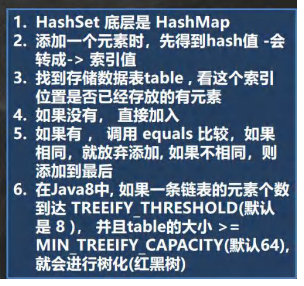 1. HashSet 底层是 HashMap
2. 添加一个元素时，先得到hash值 -会
转成-> 索引值
3. 找到存储数据表table , 看这个索引
位置是否已经存放的有元素
4. 如果没有， 直接加入
5. 如果有 ， 调用 equals 比较，如果
相同，就放弃添加, 如果不相同，则
添加到最后
6. 在Java8中, 如果一条链表的元素个数
到达 TREEIFY_THRESHOLD(默认
是 8 )， 并且table的大小 >=
MIN_TREEIFY_CAPACITY(默认64),
就会进行树化(红黑树)